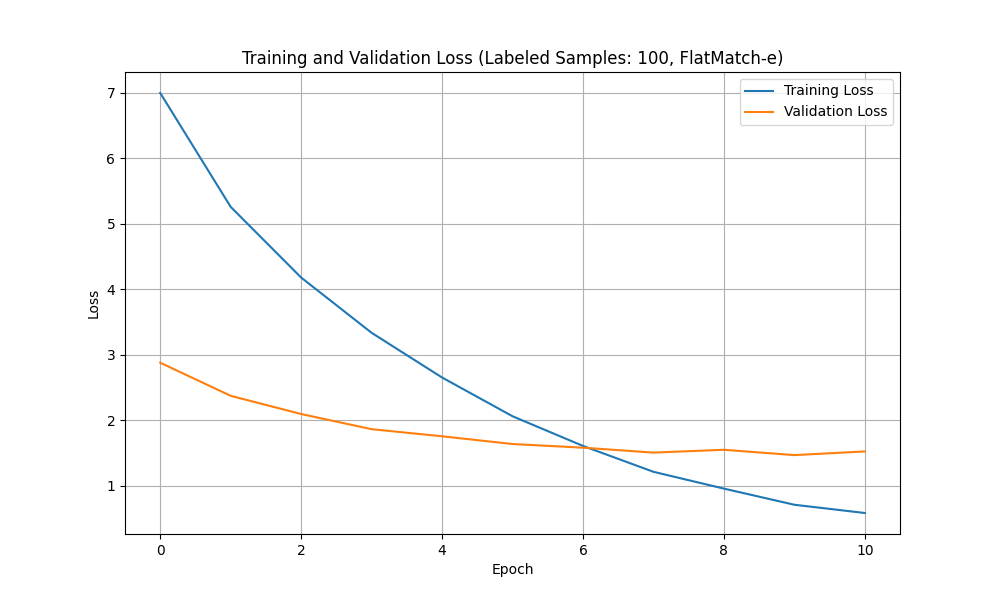 Training and Validation Loss (Labeled Samples: 100, FlatMatch-e)
Training Loss
Validation Loss
Loss
7
6
5
4
3
2
1
0 2 4 6 8 10
Epoch